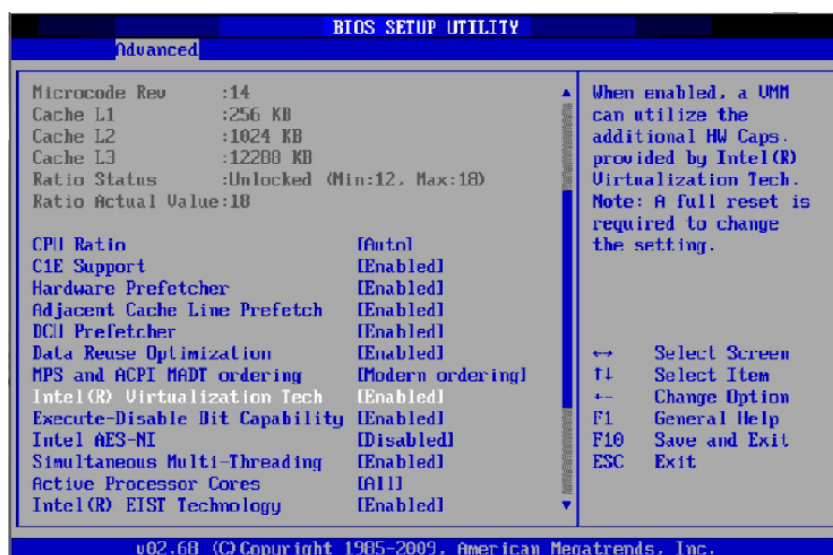 BIOS SETUP UTILITY
Advanced
Microcode Rev :14
Cache L1 :256 KB
Cache L2 :1024 KB
Cache L3 :12288 KB
Ratio Status :Unlocked (Min:12, Max:18)
Ratio Actual Value:18
CPU Ratio [Auto]
C1E Support [Enabled]
Hardware Prefetcher [Enabled]
Adjacent Cache Line Prefetch [Enabled]
DCU Prefetcher [Enabled]
Data Reuse Optimization [Enabled]
MPS and ACPI MADT ordering [Modern ordering]
Intel(R) Virtualization Tech [Enabled]
Execute-Disable Bit Capability [Enabled]
Intel AES-NI [Disabled]
Simultaneous Multi-Threading [Enabled]
Active Processor Cores [All]
Intel(R) EIST Technology [Enabled]
When enabled, a VMM
can utilize the
additional HW Caps.
provided by Intel(R)
Virtualization Tech.
Note: A full reset is
required to change
the setting.
↔ Select Screen
↑↓ Select Item
+- Change Option
F1 General Help
F10 Save and Exit
ESC Exit
v02.68 (C)Copyright 1985-2009, American Megatrends, Inc.